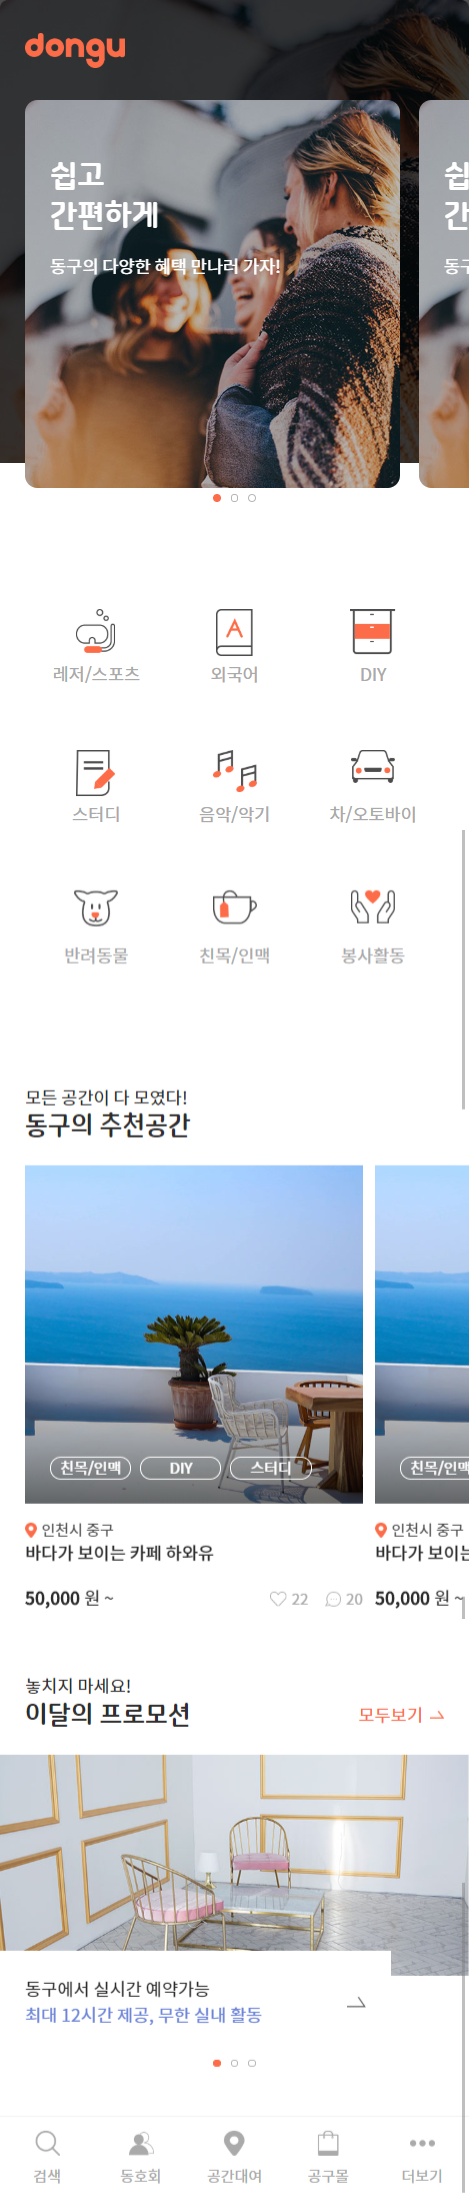 dongu
쉽고
간편하게
동구의 다양한 혜택 만나러 가자!
쉽
간
동구
레저/스포츠
외국어
DIY
스터디
음악/악기
차/오토바이
반려동물
친목/인맥
봉사활동
모든 공간이 다 모였다!
동구의 추천공간
친목/인맥
DIY
스터디
친목/인맥
인천시 중구
바다가 보이는 카페 하와유
50,000 원 ~
22
20
인천시 중구
바다가 보이는
50,000 원 ~
놓치지 마세요!
이달의 프로모션
모두보기
동구에서 실시간 예약가능
최대 12시간 제공, 무한 실내 활동
검색
동호회
공간대여
공구몰
더보기